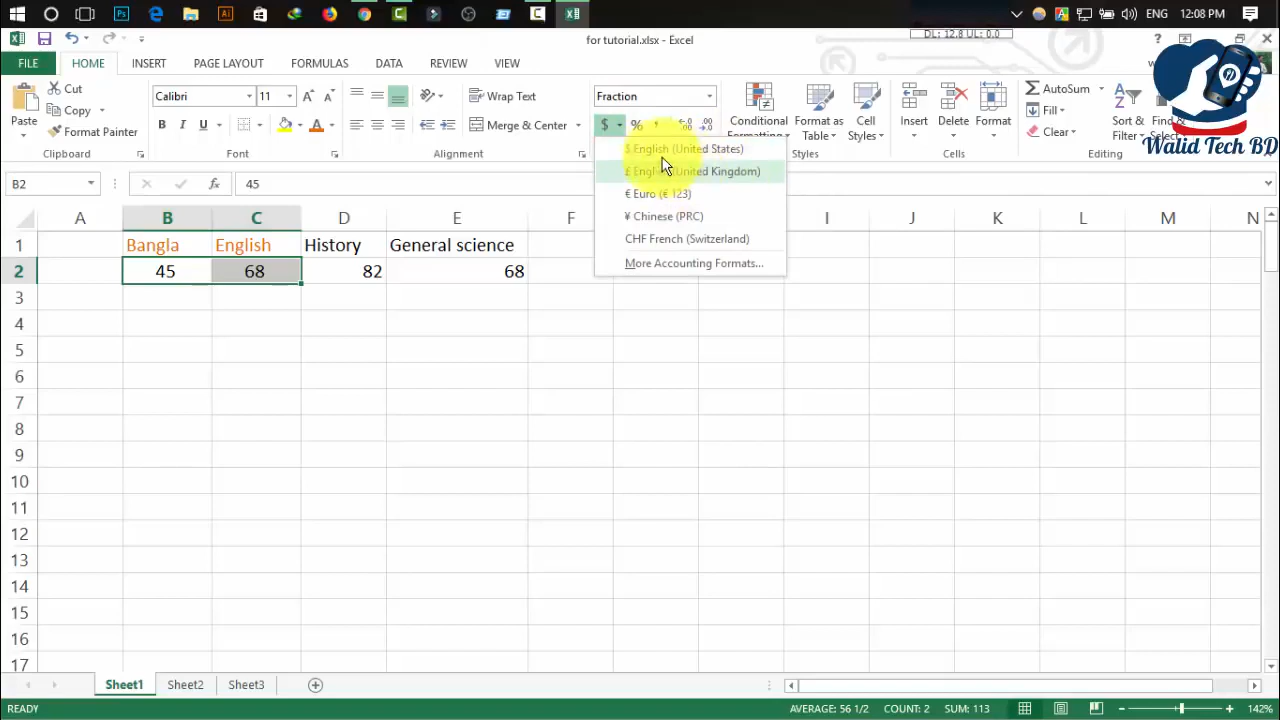 ENG 12:08 PM
for tutorial.xlsx - Excel
DL: 12.8 UL: 0.0
FILE HOME INSERT PAGE LAYOUT FORMULAS DATA REVIEW VIEW
Paste
Cut
Copy
Format Painter
Clipboard
Calibri 11
B I U
Font
Wrap Text
Merge & Center
Alignment
Fraction
$ %
$ English (United States)
£ English (United Kingdom)
€ Euro (€ 123)
¥ Chinese (PRC)
CHF French (Switzerland)
More Accounting Formats...
Conditional Formatting
Format as Table
Cell Styles
Styles
Insert
Delete
Format
Cells
AutoSum
Fill
Clear
Sort & Filter
Editing
Walid Tech BD
B2 fx 45
A B C D E F I J K L M N
1 Bangla English History General science
2 45 68 82 68
3
4
5
6
7
8
9
10
11
12
13
14
15
16
17
Sheet1 Sheet2 Sheet3
READY AVERAGE: 56 1/2 COUNT: 2 SUM: 113 142%